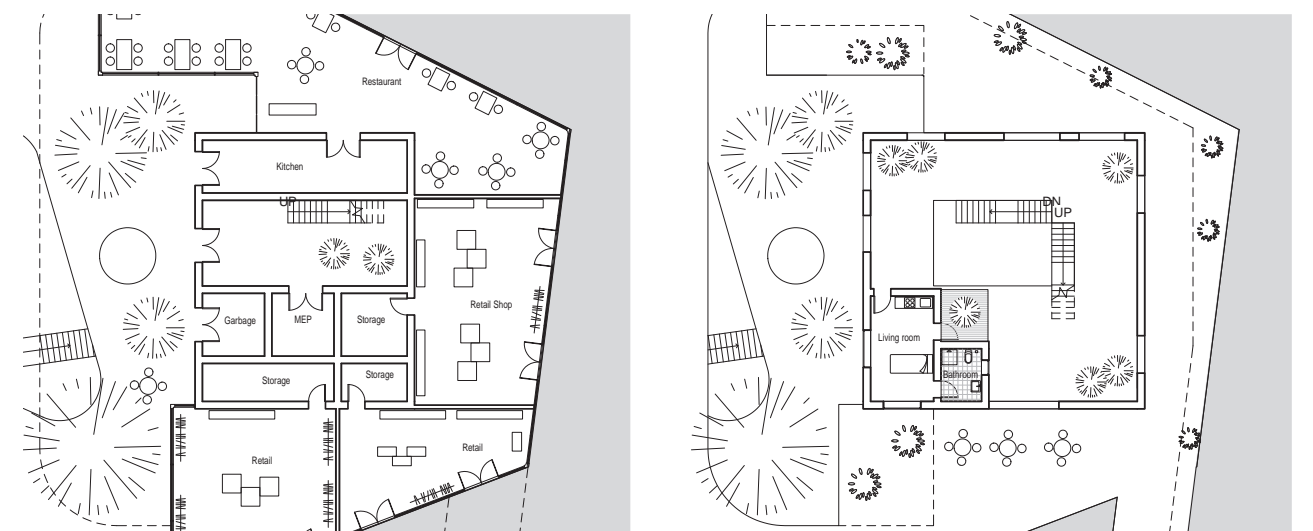 Restaurant
Kitchen
UP
Retail Shop
Garbage
MEP
Storage
Storage
Storage
Retail
Retail
DN
UP
Living room
Bathroom